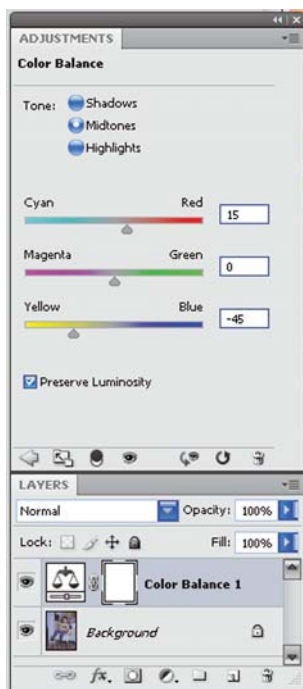 ADJUSTMENTS
Color Balance
Tone: Shadows
Midtones
Highlights
Cyan Red 15
Magenta Green 0
Yellow Blue -45
Preserve Luminosity
LAYERS
Normal Opacity: 100%
Lock: Fill: 100%
Color Balance 1
Background
fx.